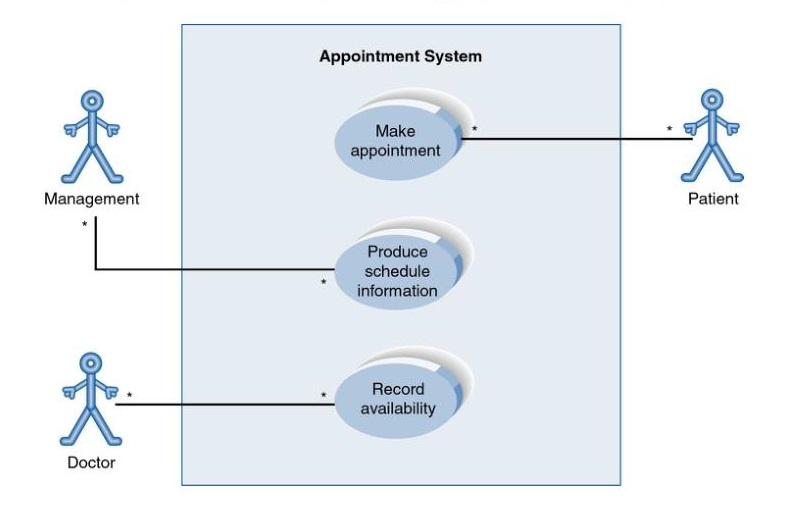 Appointment System
Make
appointment
*
*
Management
Patient
*
Produce
schedule
information
*
Record
availability
*
*
Doctor